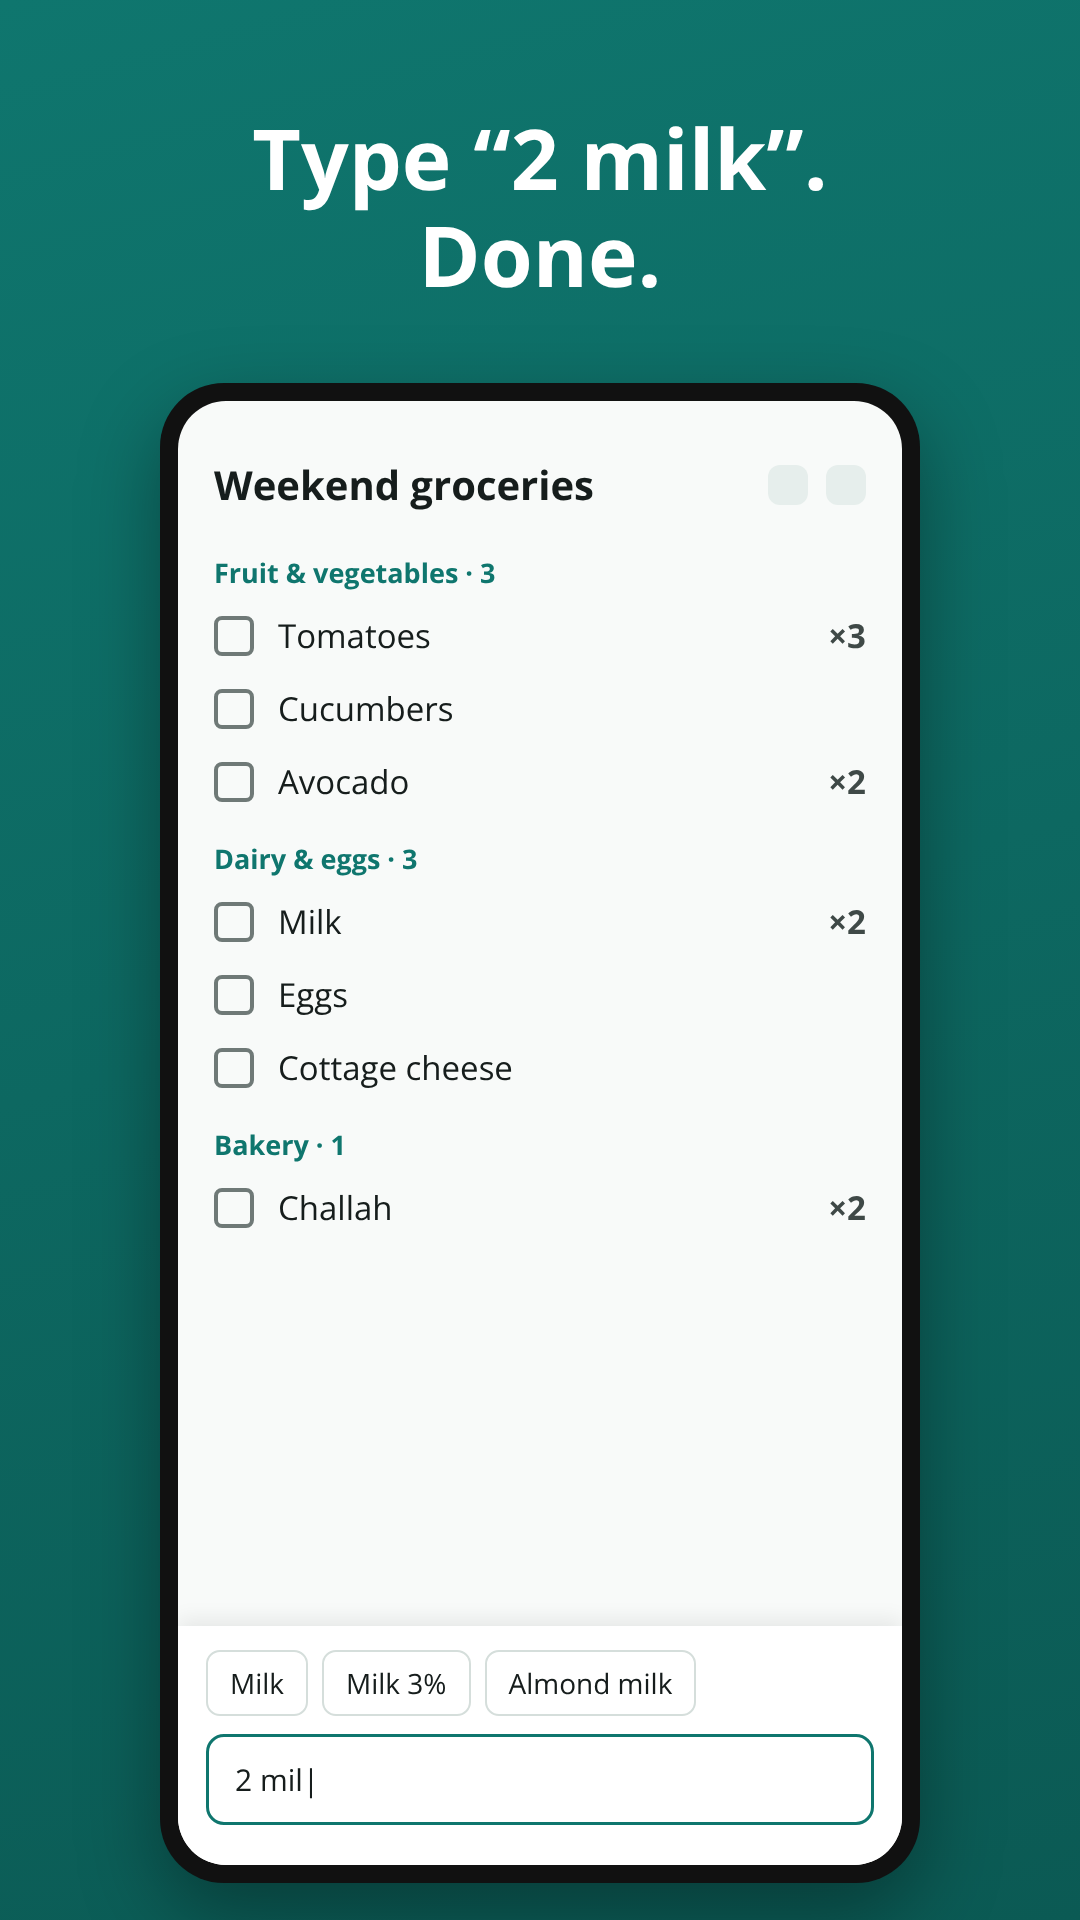 Type “2 milk”.
Done.
Weekend groceries
Fruit & vegetables · 3
Tomatoes ×3
Cucumbers
Avocado ×2
Dairy & eggs · 3
Milk ×2
Eggs
Cottage cheese
Bakery · 1
Challah ×2
Milk Milk 3% Almond milk
2 mil|